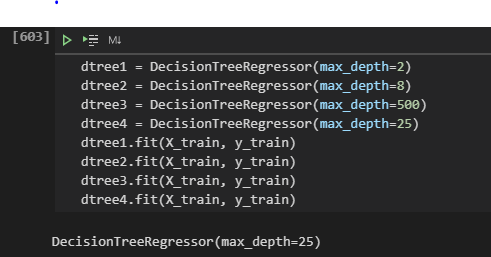 [603]
M↓
dtree1 = DecisionTreeRegressor(max_depth=2)
dtree2 = DecisionTreeRegressor(max_depth=8)
dtree3 = DecisionTreeRegressor(max_depth=500)
dtree4 = DecisionTreeRegressor(max_depth=25)
dtree1.fit(X_train, y_train)
dtree2.fit(X_train, y_train)
dtree3.fit(X_train, y_train)
dtree4.fit(X_train, y_train)
DecisionTreeRegressor(max_depth=25)